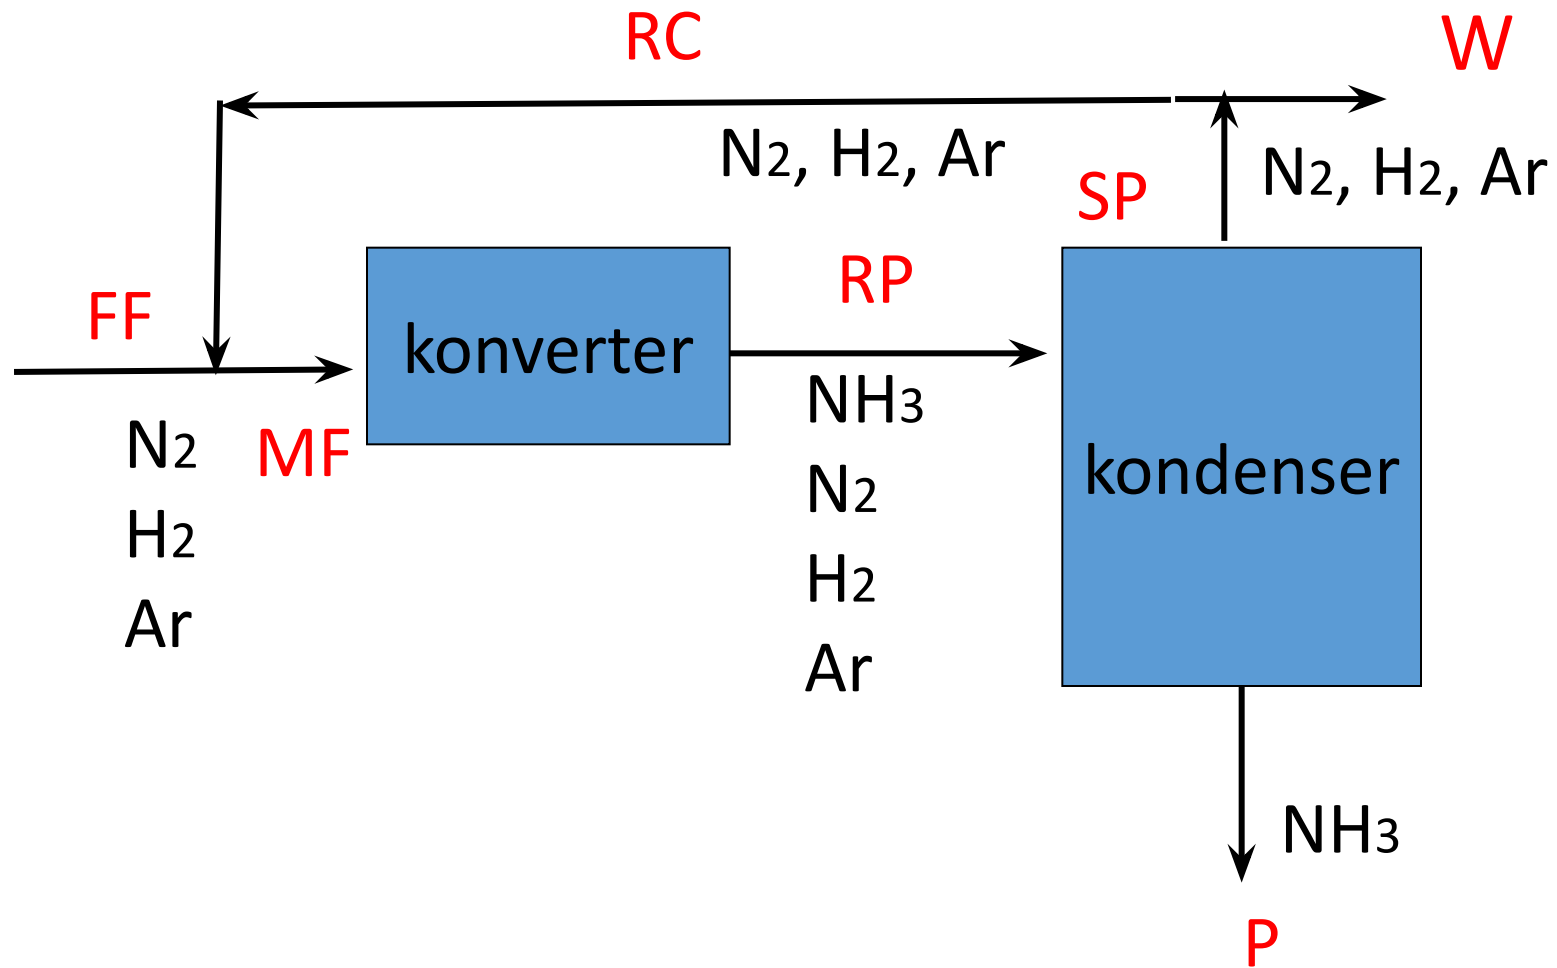 RC
W
N2, H2, Ar
SP
N2, H2, Ar
FF
RP
konverter
MF
NH3
N2
H2
Ar
N2
H2
Ar
kondenser
NH3
P